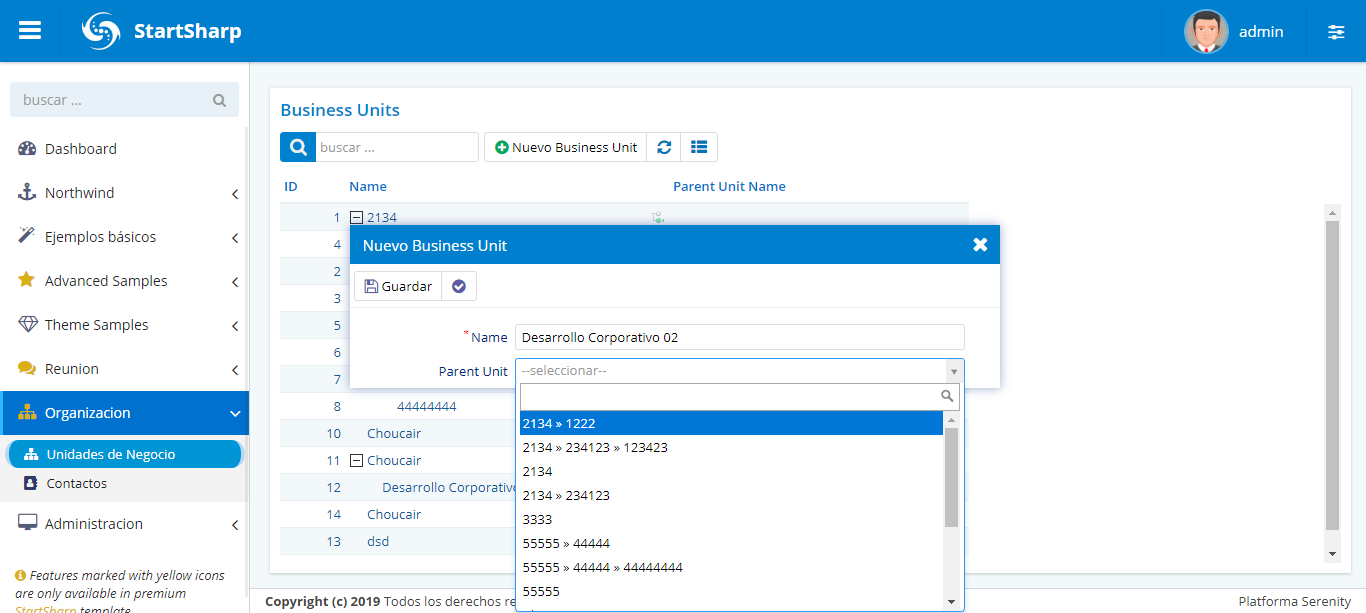 StartSharp
admin
buscar ...
Dashboard
Northwind
Ejemplos básicos
Advanced Samples
Theme Samples
Reunion
Organizacion
Unidades de Negocio
Contactos
Administracion
Features marked with yellow icons
are only available in premium
StartSharp template.
Business Units
buscar ...
Nuevo Business Unit
ID Name Parent Unit Name
1 2134
4
2
3
5
6
7
8 44444444
10 Choucair
11 Choucair
12 Desarrollo Corporativo
14 Choucair
13 dsd
Nuevo Business Unit
Guardar
* Name Desarrollo Corporativo 02
Parent Unit --seleccionar--
2134 » 1222
2134 » 234123 » 123423
2134
2134 » 234123
3333
55555 » 44444
55555 » 44444 » 44444444
55555
Copyright (c) 2019 Todos los derechos re
Platforma Serenity